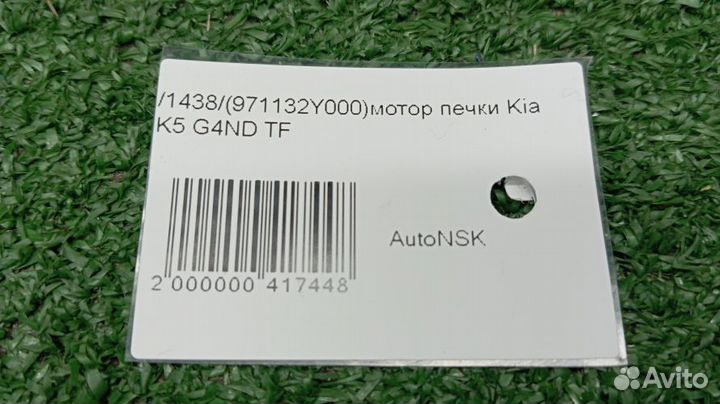 /1438/(971132Y000)мотор печки Kia
K5 G4ND TF
AutoNSK
2 000000 417448
Avito